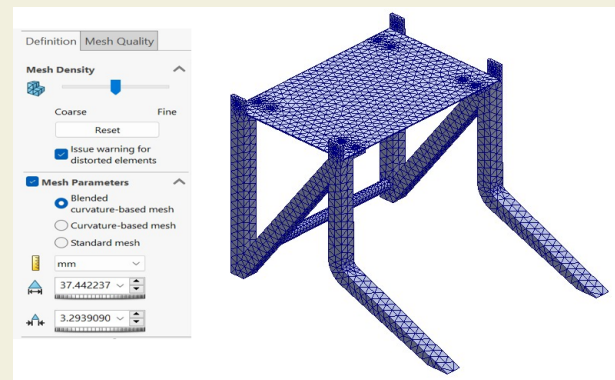 Definition Mesh Quality
Mesh Density
Coarse Fine
Reset
Issue warning for
distorted elements
Mesh Parameters
Blended
curvature-based mesh
Curvature-based mesh
Standard mesh
mm
37.442237
3.2939090